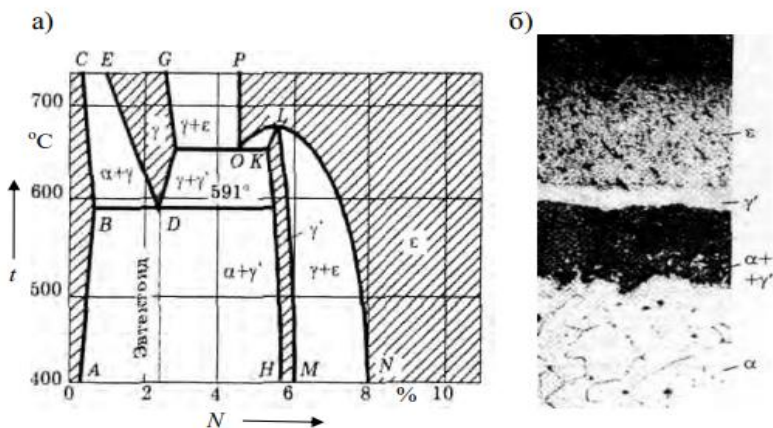 а)
C E G P
700
°C
γ
γ+ε
L
α+γ
γ+γ'
O K
591°
600
B D
γ'
ε
t
500
Эвтектоид
α+γ'
γ+ε
400
A H M N
0 2 4 6 8 % 10
N
б)
ε
γ'
α+
+γ'
α